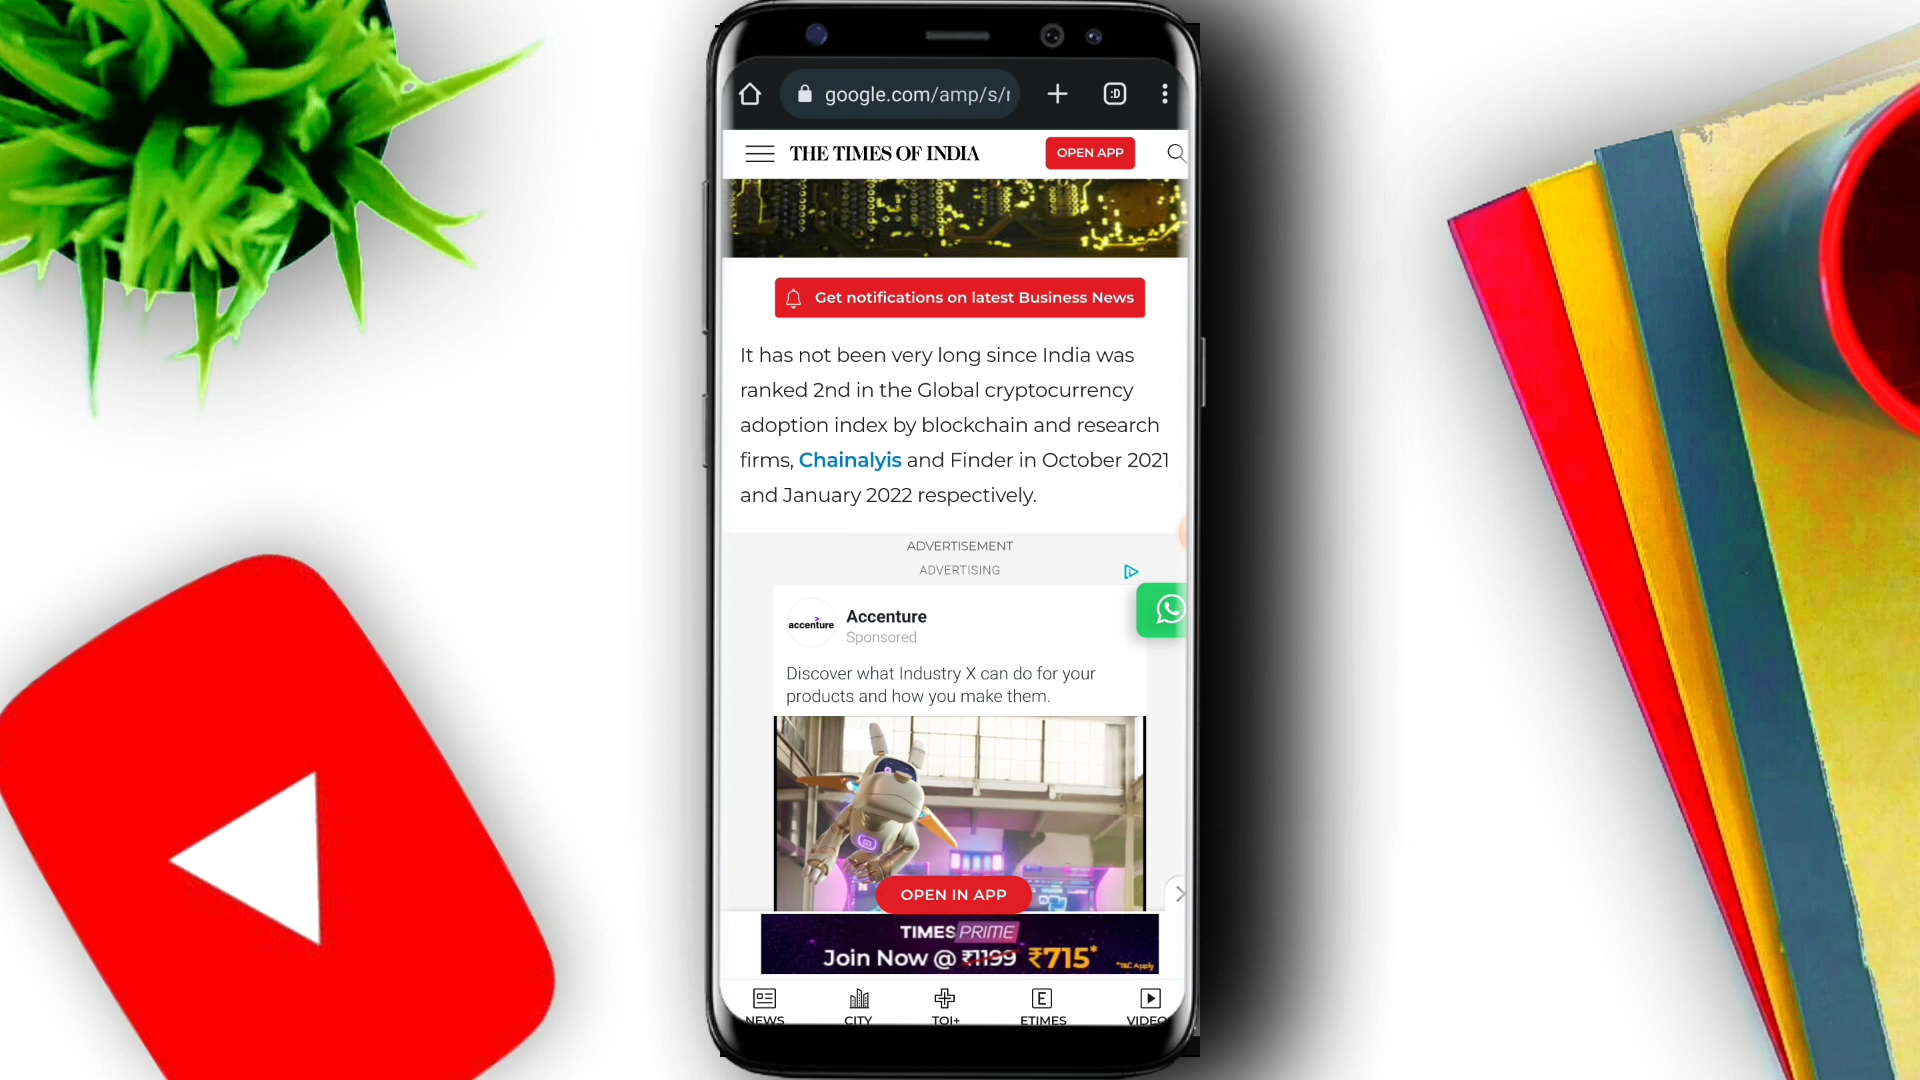 google.com/amp/s/
THE TIMES OF INDIA
OPEN APP
Get notifications on latest Business News
It has not been very long since India was
ranked 2nd in the Global cryptocurrency
adoption index by blockchain and research
firms, Chainalyis and Finder in October 2021
and January 2022 respectively.
ADVERTISEMENT
ADVERTISING
accenture
Accenture
Sponsored
Discover what Industry X can do for your
products and how you make them.
OPEN IN APP
TIMES PRIME
Join Now @ ₹1199 ₹715*
*T&C Apply
NEWS CITY TOI+ ETIMES VIDEO
:D
E